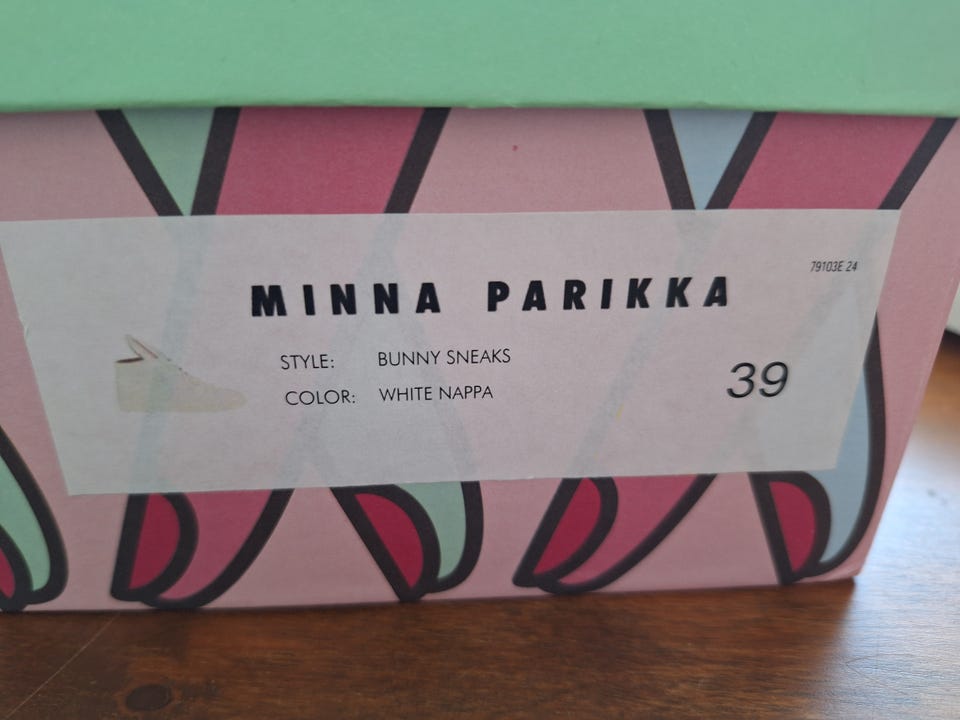 79103E 24
MINNA PARIKKA
STYLE: BUNNY SNEAKS
COLOR: WHITE NAPPA
39